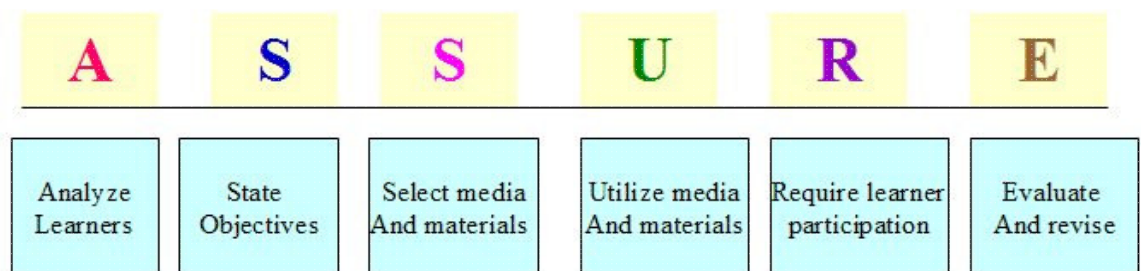 A S S U R E
Analyze
Learners
State
Objectives
Select media
And materials
Utilize media
And materials
Require learner
participation
Evaluate
And revise